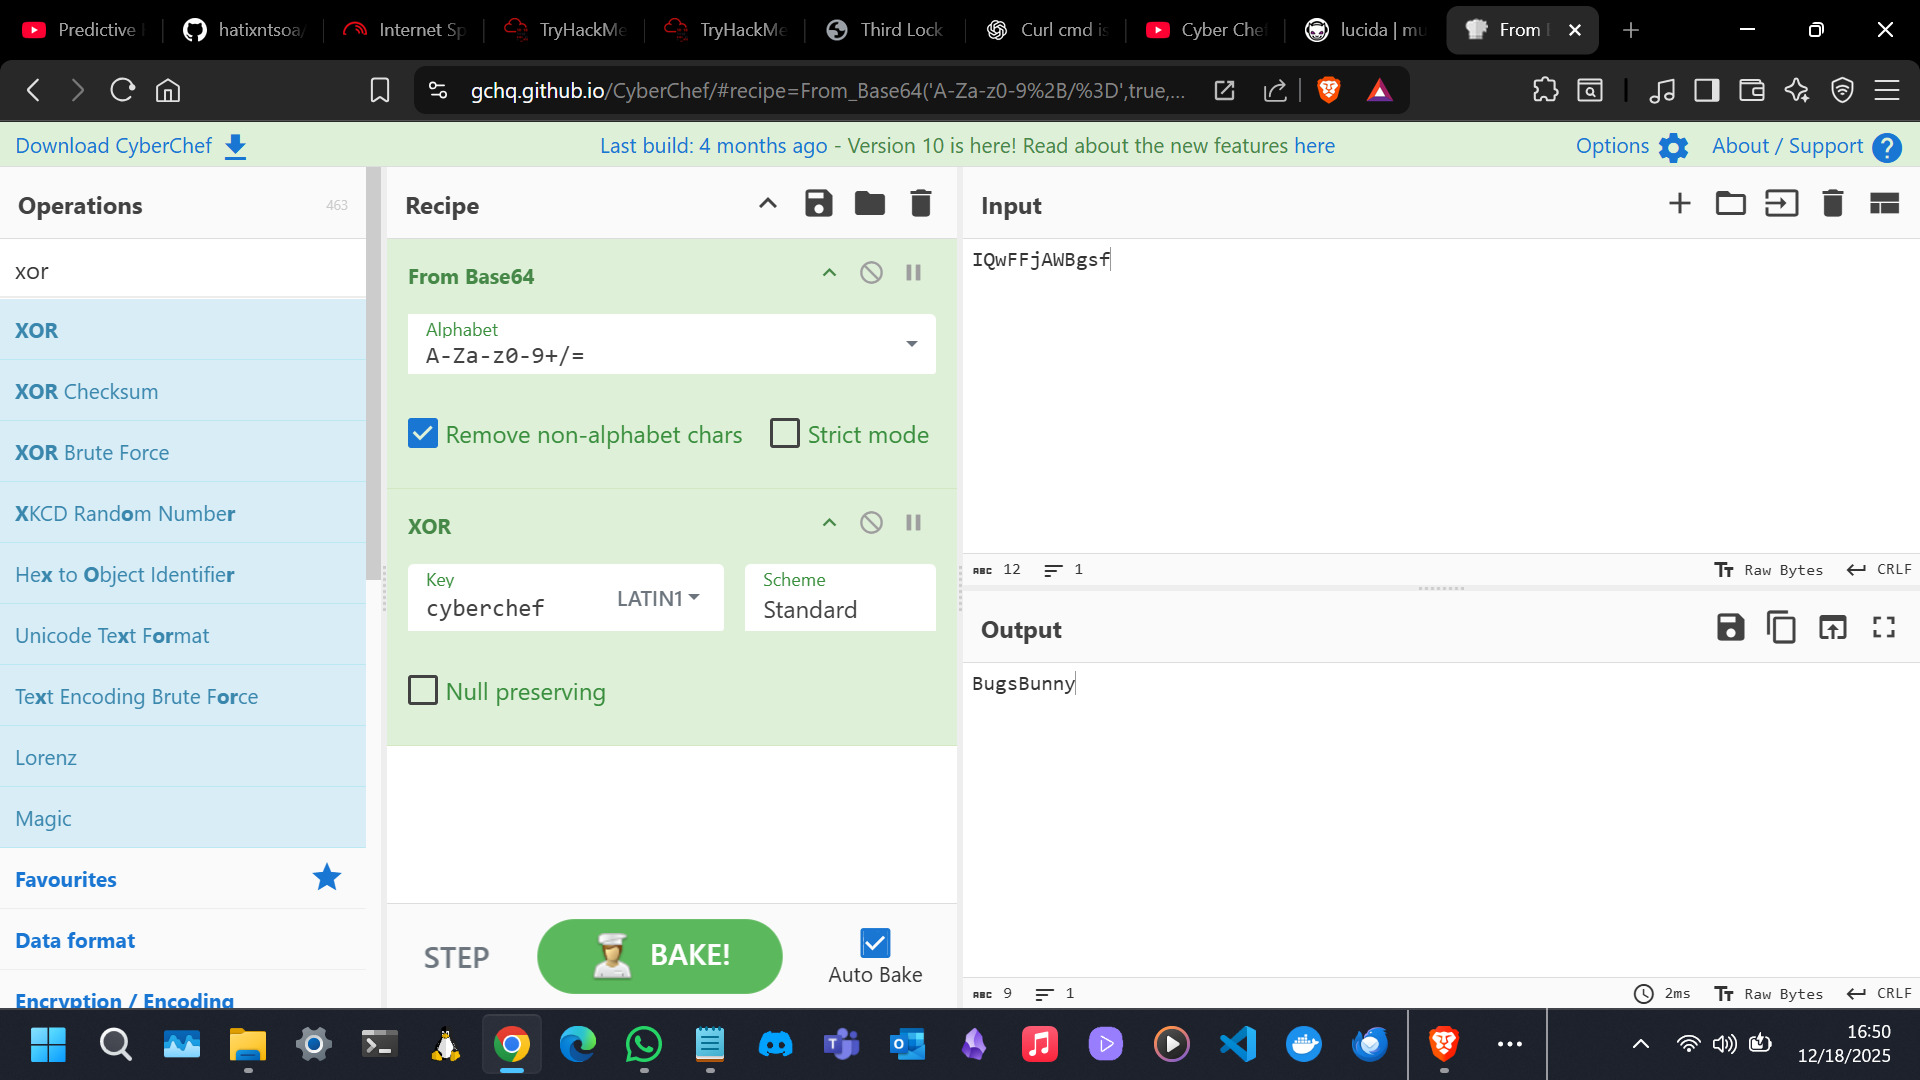 Predictive
hatixntsoa/
Internet Sp
TryHackMe
TryHackMe
Third Lock
Curl cmd is
Cyber Chef
lucida | mu
From
gchq.github.io/CyberChef/#recipe=From_Base64('A-Za-z0-9%2B/%3D',true,...
Download CyberChef
Last build: 4 months ago - Version 10 is here! Read about the new features here
Options
About / Support
Operations
463
xor
XOR
XOR Checksum
XOR Brute Force
XKCD Random Number
Hex to Object Identifier
Unicode Text Format
Text Encoding Brute Force
Lorenz
Magic
Favourites
Data format
Encryption / Encoding
Recipe
From Base64
Alphabet
A-Za-z0-9+/=
Remove non-alphabet chars
Strict mode
XOR
Key
cyberchef
LATIN1
Scheme
Standard
Null preserving
STEP
BAKE!
Auto Bake
Input
IQwFFjAWBgsf
ABC 12
1
Raw Bytes
CRLF
Output
BugsBunny
ABC 9
1
2ms
Raw Bytes
CRLF
16:50
12/18/2025